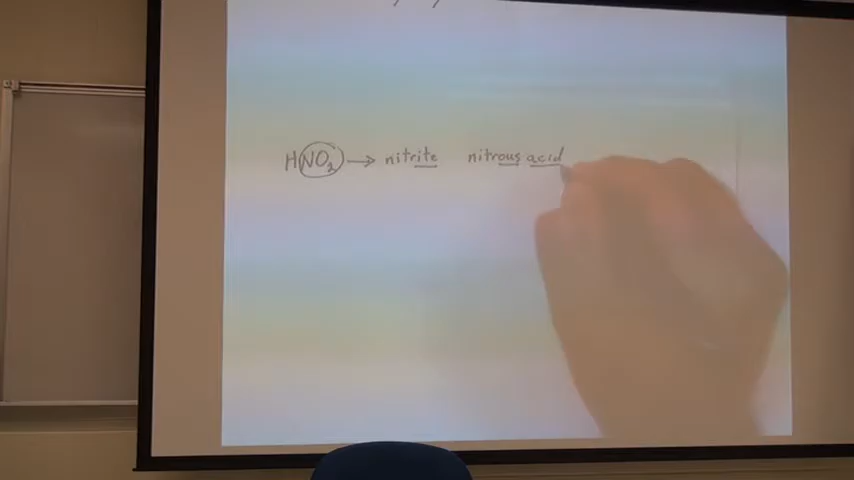 HNO₂ → nitrite nitrous acid